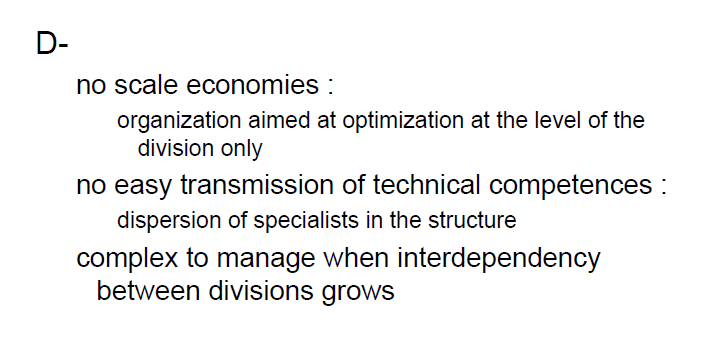 D-
no scale economies :
organization aimed at optimization at the level of the
division only
no easy transmission of technical competences :
dispersion of specialists in the structure
complex to manage when interdependency
between divisions grows